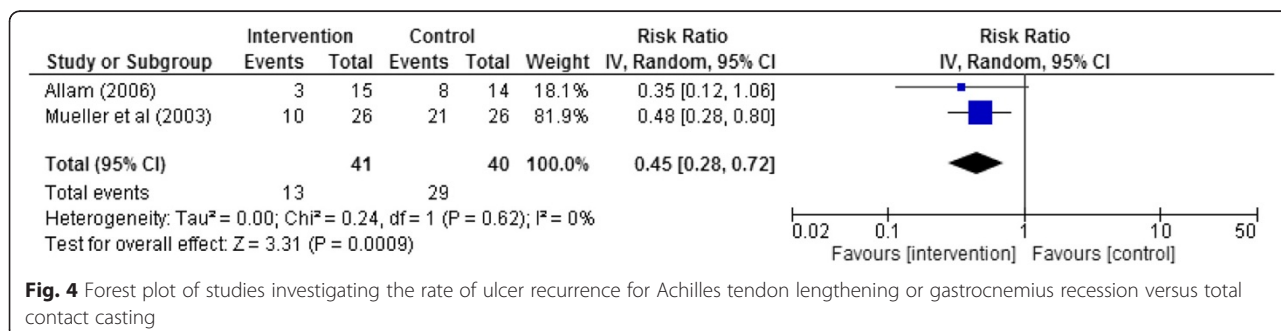 Intervention Control Risk Ratio Risk Ratio
Study or Subgroup Events Total Events Total Weight IV, Random, 95% CI IV, Random, 95% CI
Allam (2006) 3 15 8 14 18.1% 0.35 [0.12, 1.06]
Mueller et al (2003) 10 26 21 26 81.9% 0.48 [0.28, 0.80]
Total (95% CI) 41 40 100.0% 0.45 [0.28, 0.72]
Total events 13 29
Heterogeneity: Tau² = 0.00; Chi² = 0.24, df = 1 (P = 0.62); I² = 0%
Test for overall effect: Z = 3.31 (P = 0.0009)
0.02 0.1 1 10 50
Favours [intervention] Favours [control]
Fig. 4 Forest plot of studies investigating the rate of ulcer recurrence for Achilles tendon lengthening or gastrocnemius recession versus total
contact casting